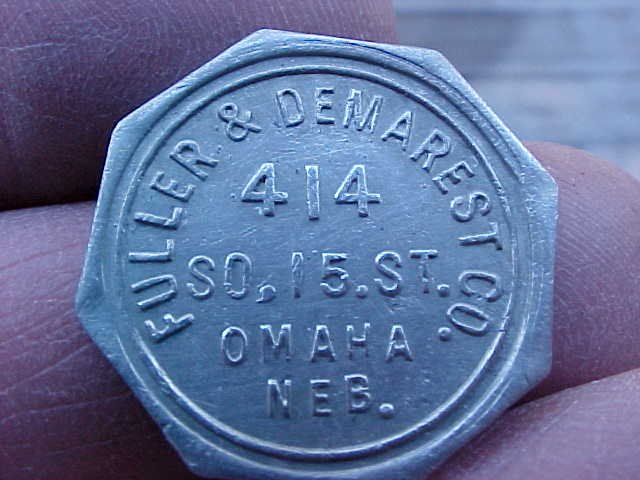 FULLER & DEMAREST CO.
414
SO, 15. ST.
OMAHA
NEB.